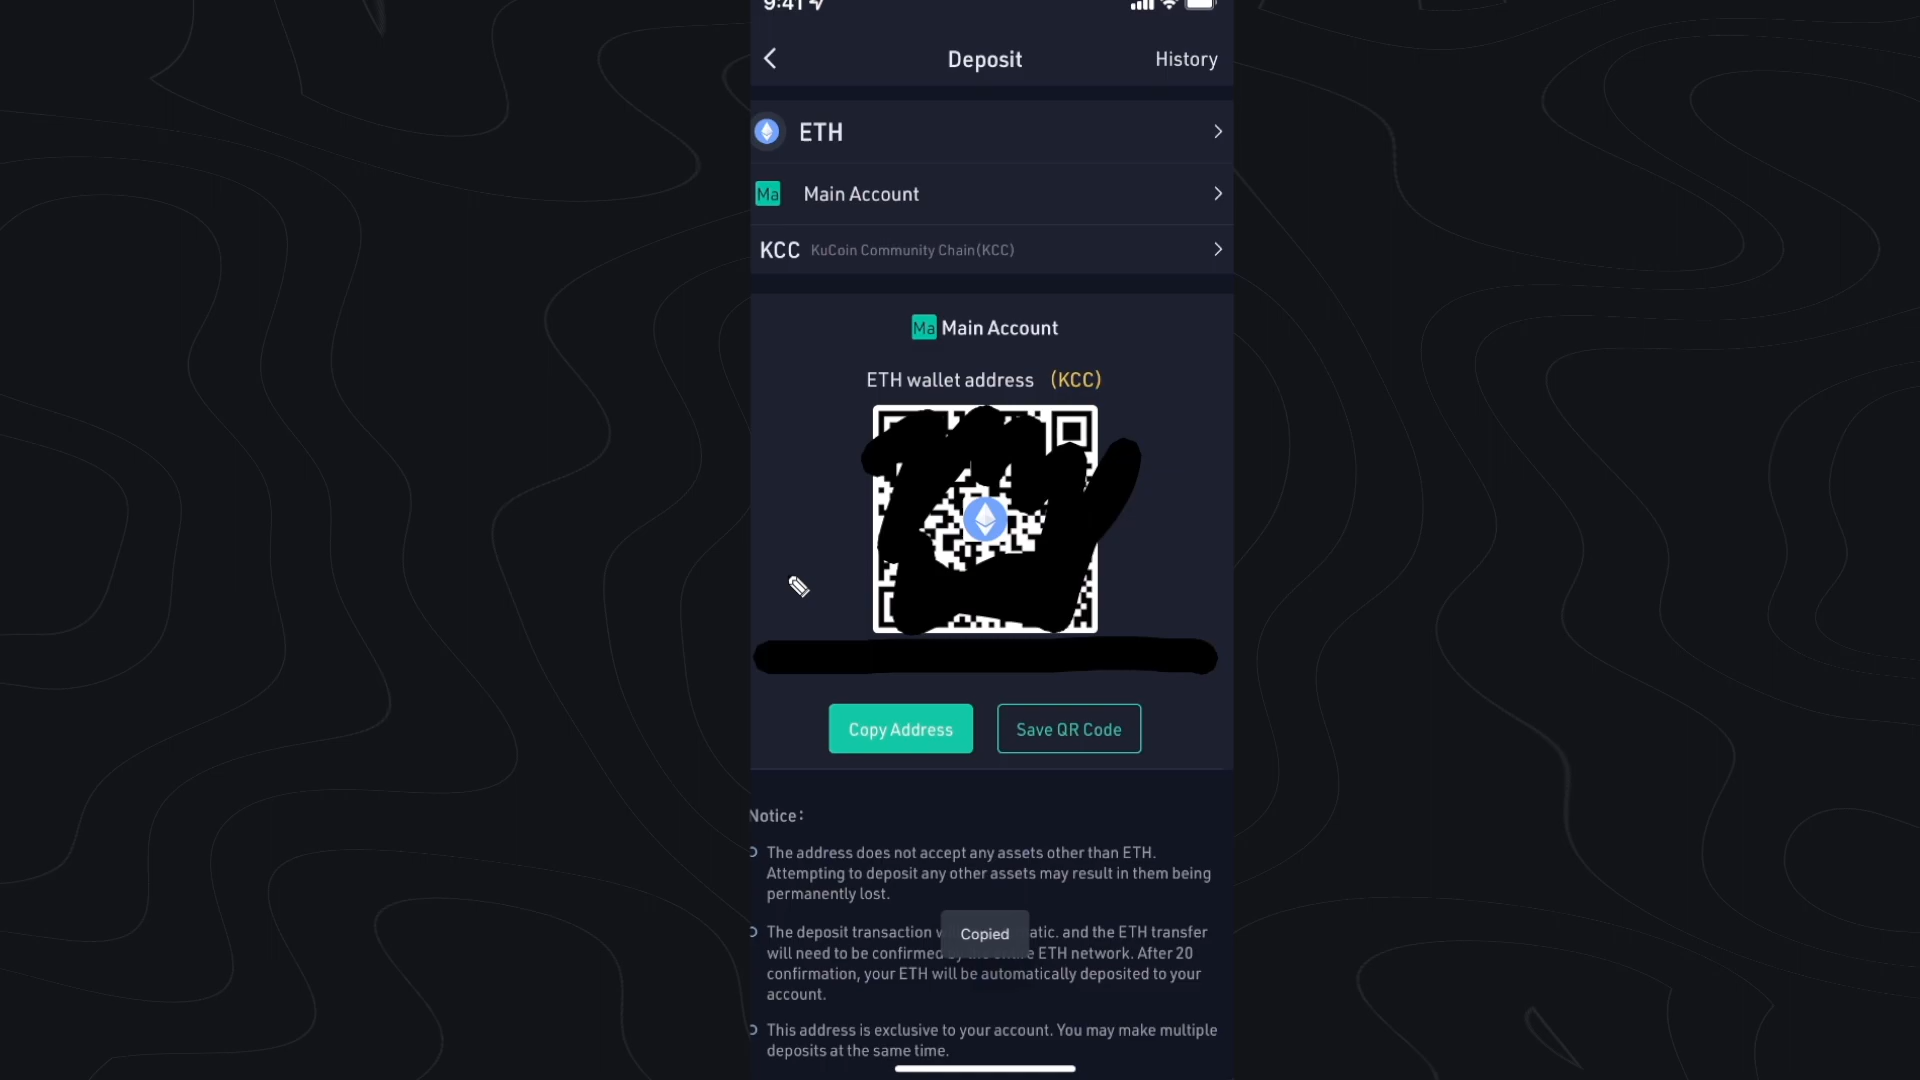 9:41
Deposit
History
ETH
Ma Main Account
KCC KuCoin Community Chain(KCC)
Ma Main Account
ETH wallet address (KCC)
Copy Address
Save QR Code
Notice:
The address does not accept any assets other than ETH.
Attempting to deposit any other assets may result in them being
permanently lost.
The deposit transaction atic. and the ETH transfer
will need to be confirmed ETH network. After 20
confirmation, your ETH will be automatically deposited to your
account.
Copied
This address is exclusive to your account. You may make multiple
deposits at the same time.